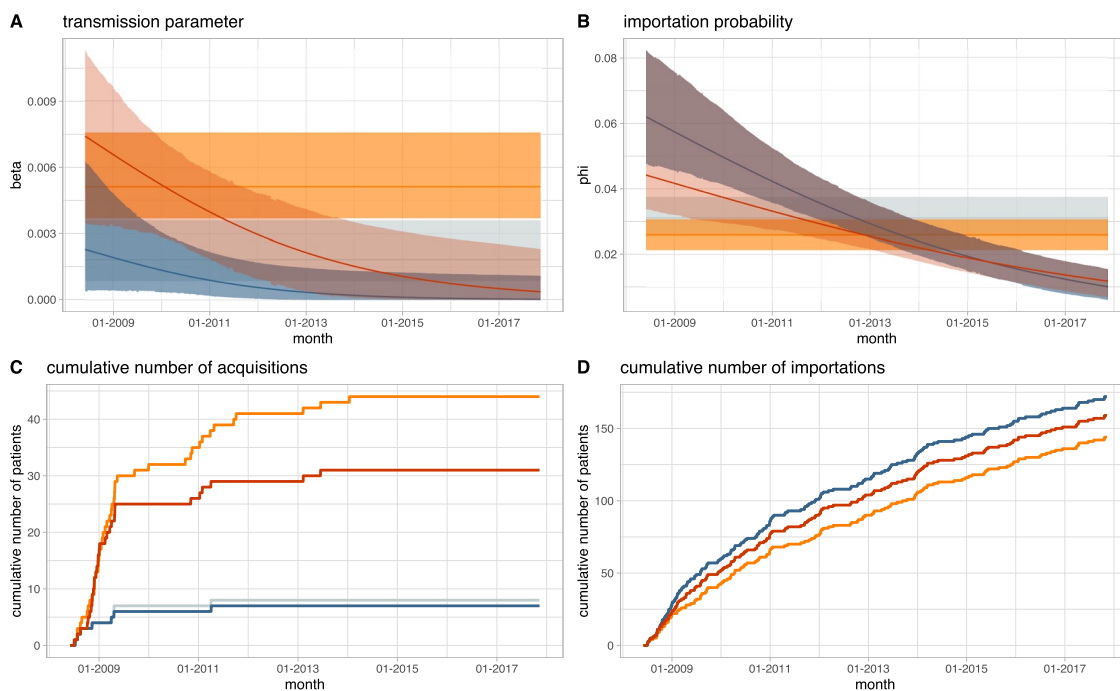 A transmission parameter
0.009
0.006
0.003
0.000
beta
01-2009 01-2011 01-2013 01-2015 01-2017
month
B importation probability
0.08
0.06
0.04
0.02
phi
01-2009 01-2011 01-2013 01-2015 01-2017
month
C cumulative number of acquisitions
40
30
20
10
0
cumulative number of patients
01-2009 01-2011 01-2013 01-2015 01-2017
month
D cumulative number of importations
150
100
50
0
cumulative number of patients
01-2009 01-2011 01-2013 01-2015 01-2017
month